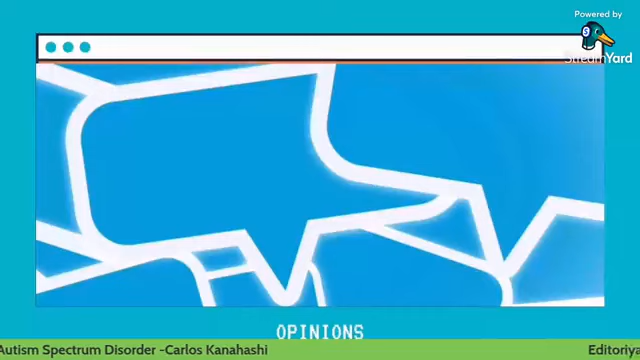 Powered by
StreamYard
OPINIONS
Autism Spectrum Disorder -Carlos Kanahashi
Editoriya